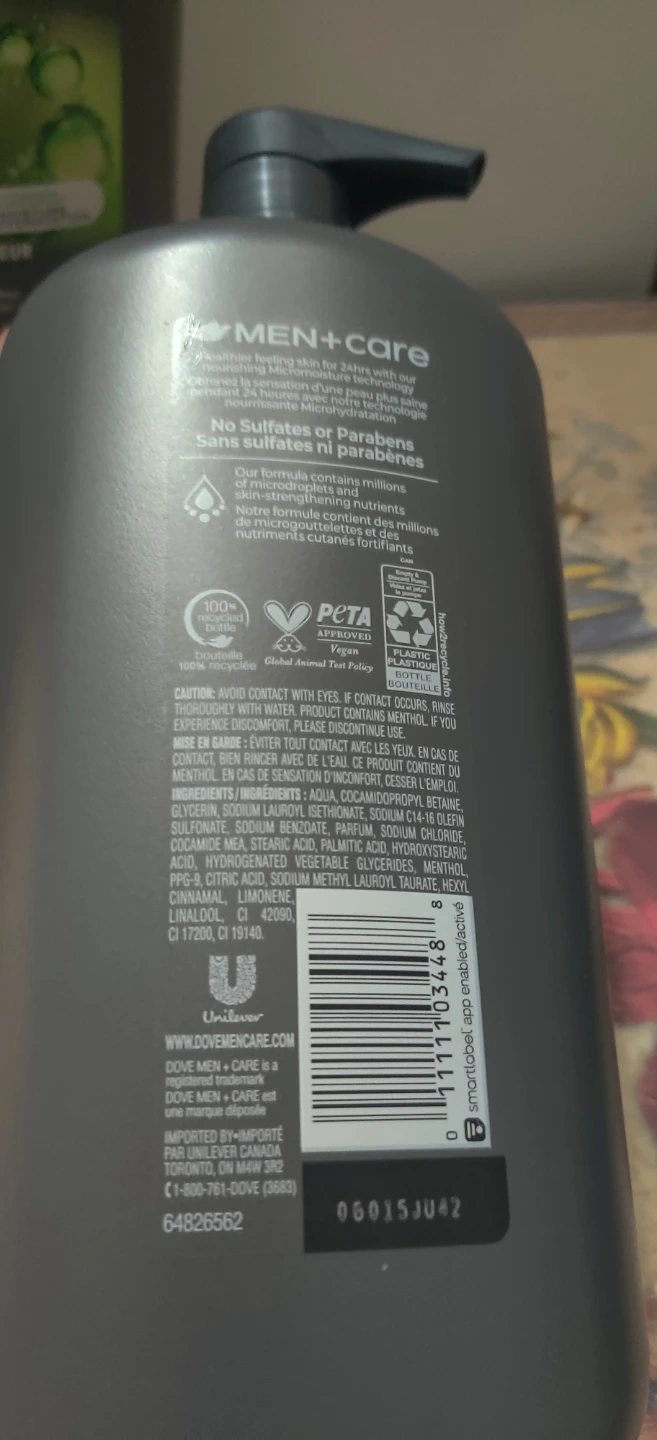 MEN+care
healthier feeling skin for 24hrs with our
nourishing Micromoisture technology
Obtenez la sensation d'une peau plus saine
pendant 24 heures avec notre technologie
nourrissante Microhydratation
No Sulfates or Parabens
Sans sulfates ni parabènes
Our formula contains millions
of microdroplets and
skin-strengthening nutrients
Notre formule contient des millions
de microgouttelettes et des
nutriments cutanés fortifiants
100%
recycled
bottle
bouteille
100% recyclée
PETA
APPROVED
Vegan
Global Animal Test Policy
CAN
Empty &
Discard Pump
Videz et jetez
la pompe
PLASTIC
PLASTIQUE
BOTTLE
BOUTEILLE
how2recycle.info
CAUTION: AVOID CONTACT WITH EYES. IF CONTACT OCCURS, RINSE
THOROUGHLY WITH WATER. PRODUCT CONTAINS MENTHOL. IF YOU
EXPERIENCE DISCOMFORT, PLEASE DISCONTINUE USE.
MISE EN GARDE : ÉVITER TOUT CONTACT AVEC LES YEUX. EN CAS DE
CONTACT, BIEN RINCER AVEC DE L'EAU. CE PRODUIT CONTIENT DU
MENTHOL. EN CAS DE SENSATION D'INCONFORT, CESSER L'EMPLOI.
INGREDIENTS/INGRÉDIENTS : AQUA, COCAMIDOPROPYL BETAINE,
GLYCERIN, SODIUM LAUROYL ISETHIONATE, SODIUM C14-16 OLEFIN
SULFONATE, SODIUM BENZOATE, PARFUM, SODIUM CHLORIDE,
COCAMIDE MEA, STEARIC ACID, PALMITIC ACID, HYDROXYSTEARIC
ACID, HYDROGENATED VEGETABLE GLYCERIDES, MENTHOL,
PPG-9, CITRIC ACID, SODIUM METHYL LAUROYL TAURATE, HEXYL
CINNAMAL, LIMONENE,
LINALOOL, CI 42090,
CI 17200, CI 19140.
Unilever
WWW.DOVEMENCARE.COM
DOVE MEN + CARE is a
registered trademark
DOVE MEN + CARE est
une marque déposée
IMPORTED BY•IMPORTÉ
PAR UNILEVER CANADA
TORONTO, ON M4W 3R2
1-800-761-DOVE (3683)
64826562
0 11111 03448 8
smartlabel app enabled/activé
06015JU42